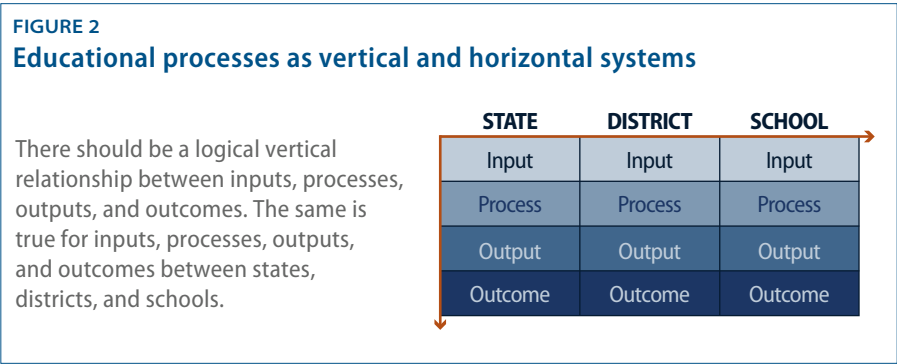 FIGURE 2
Educational processes as vertical and horizontal systems
There should be a logical vertical
relationship between inputs, processes,
outputs, and outcomes. The same is
true for inputs, processes, outputs,
and outcomes between states,
districts, and schools.
STATE DISTRICT SCHOOL
Input Input Input
Process Process Process
Output Output Output
Outcome Outcome Outcome